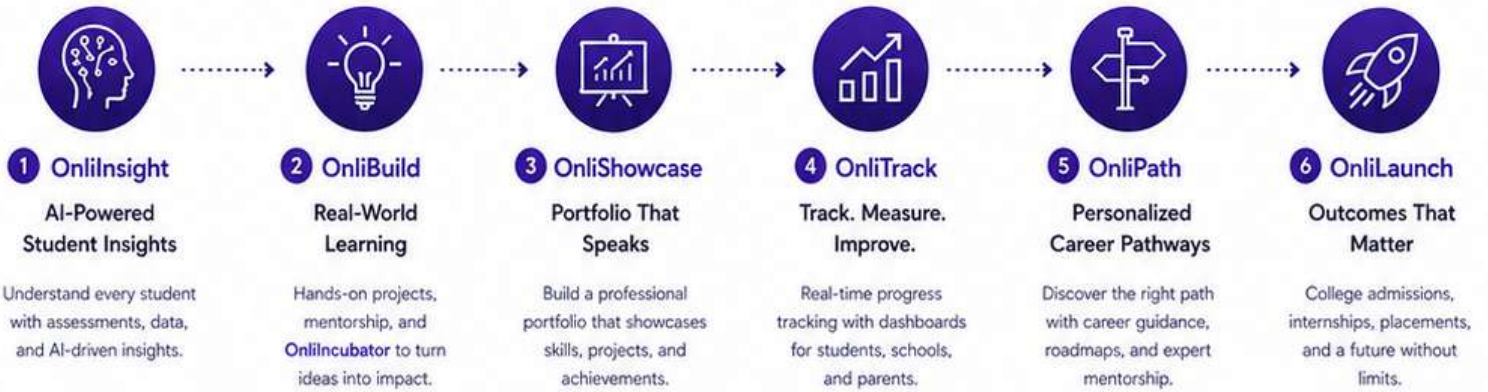 1 OnliInsight
AI-Powered
Student Insights
Understand every student
with assessments, data,
and AI-driven insights.
2 OnliBuild
Real-World
Learning
Hands-on projects,
mentorship, and
OnliIncubator to turn
ideas into impact.
3 OnliShowcase
Portfolio That
Speaks
Build a professional
portfolio that showcases
skills, projects, and
achievements.
4 OnliTrack
Track. Measure.
Improve.
Real-time progress
tracking with dashboards
for students, schools,
and parents.
5 OnliPath
Personalized
Career Pathways
Discover the right path
with career guidance,
roadmaps, and expert
mentorship.
6 OnliLaunch
Outcomes That
Matter
College admissions,
internships, placements,
and a future without
limits.